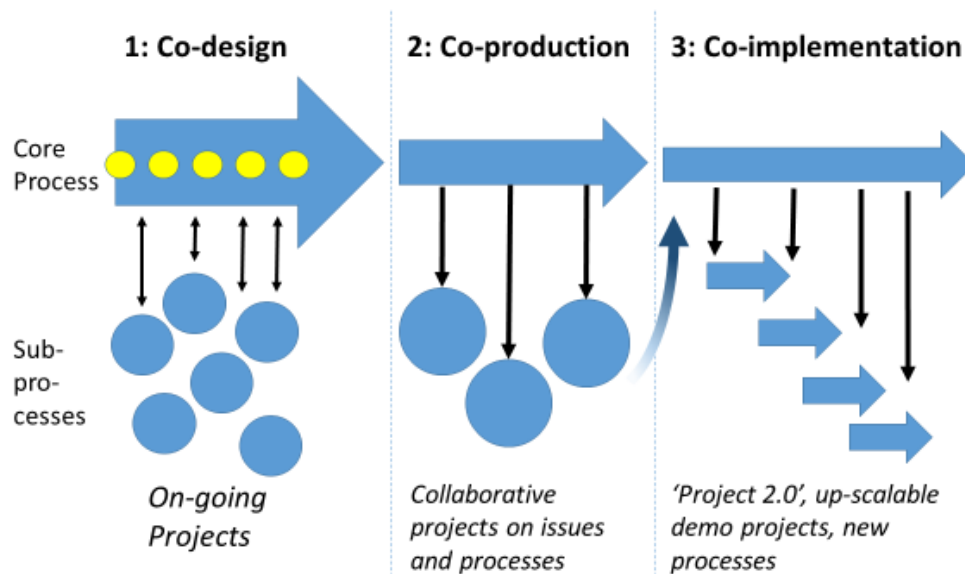 1: Co-design
2: Co-production
3: Co-implementation
Core
Process
Sub-
pro-
cesses
On-going
Projects
Collaborative
projects on issues
and processes
‘Project 2.0’, up-scalable
demo projects, new
processes